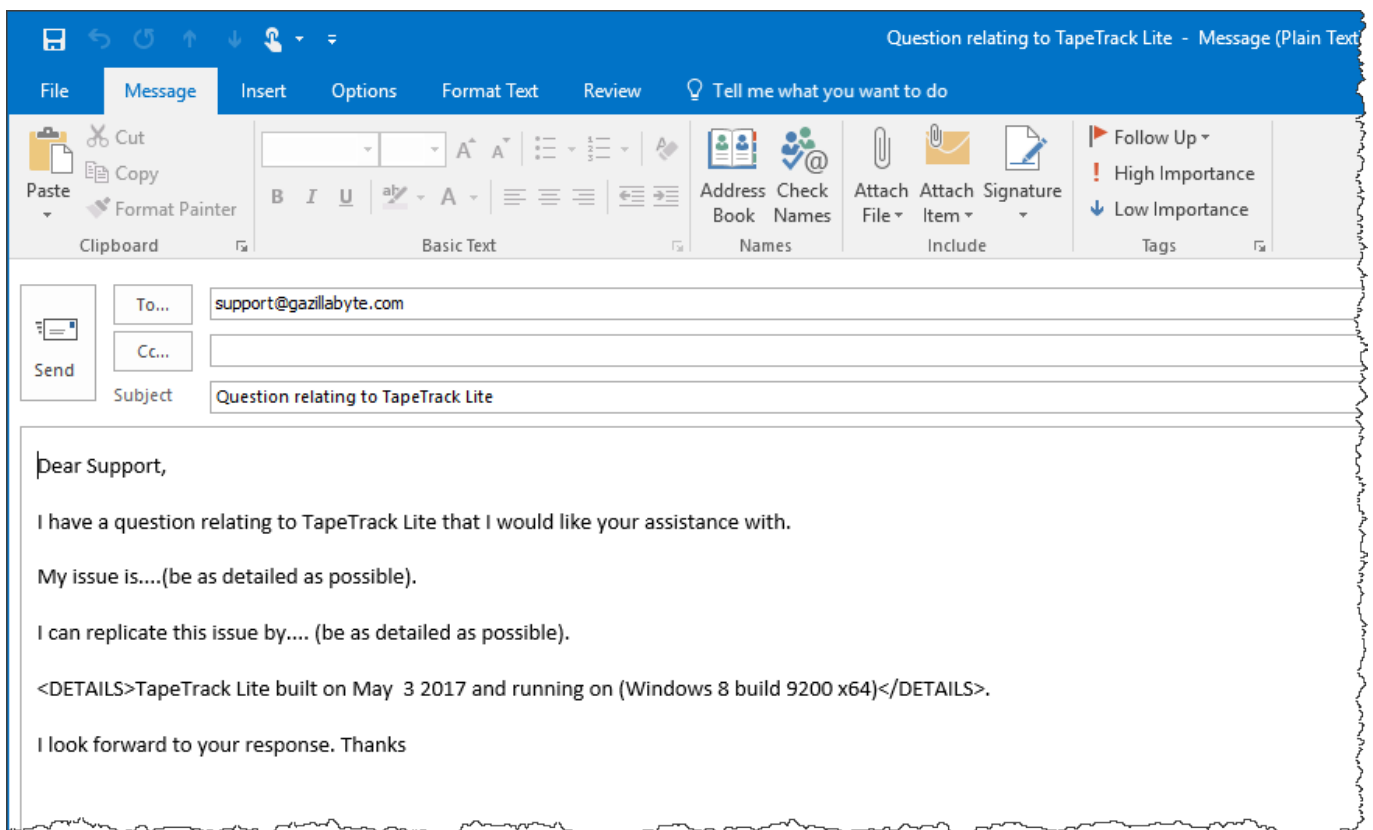 Question relating to TapeTrack Lite - Message (Plain Text
File Message Insert Options Format Text Review Tell me what you want to do
Cut
Copy
Paste
Format Painter
Clipboard
B I U
Basic Text
Address Book
Check Names
Names
Attach File
Attach Item
Signature
Include
Follow Up
High Importance
Low Importance
Tags
Send
To... support@gazillabyte.com
Cc...
Subject Question relating to TapeTrack Lite
Dear Support,
I have a question relating to TapeTrack Lite that I would like your assistance with.
My issue is....(be as detailed as possible).
I can replicate this issue by.... (be as detailed as possible).
<DETAILS>TapeTrack Lite built on May  3 2017 and running on (Windows 8 build 9200 x64)</DETAILS>.
I look forward to your response. Thanks